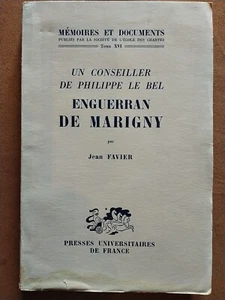 MÉMOIRES ET DOCUMENTS
PUBLIÉS PAR LA SOCIÉTÉ DE L'ÉCOLE DES CHARTES
Tome XVI
UN CONSEILLER
DE PHILIPPE LE BEL
ENGUERRAN
DE MARIGNY
par
Jean FAVIER
PRESSES UNIVERSITAIRES
DE FRANCE